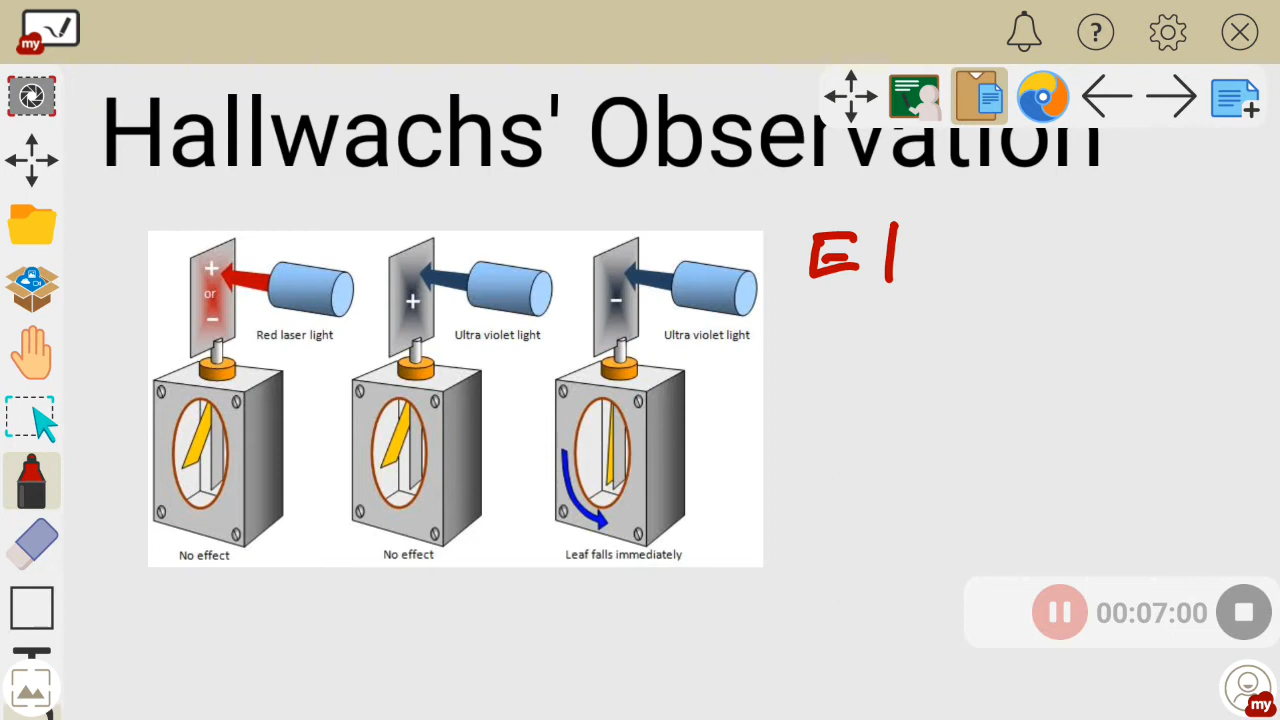 my
?
Hallwachs' Observation
E l
+
or
−
Red laser light
+
Ultra violet light
−
Ultra violet light
No effect
No effect
Leaf falls immediately
00:07:00
my